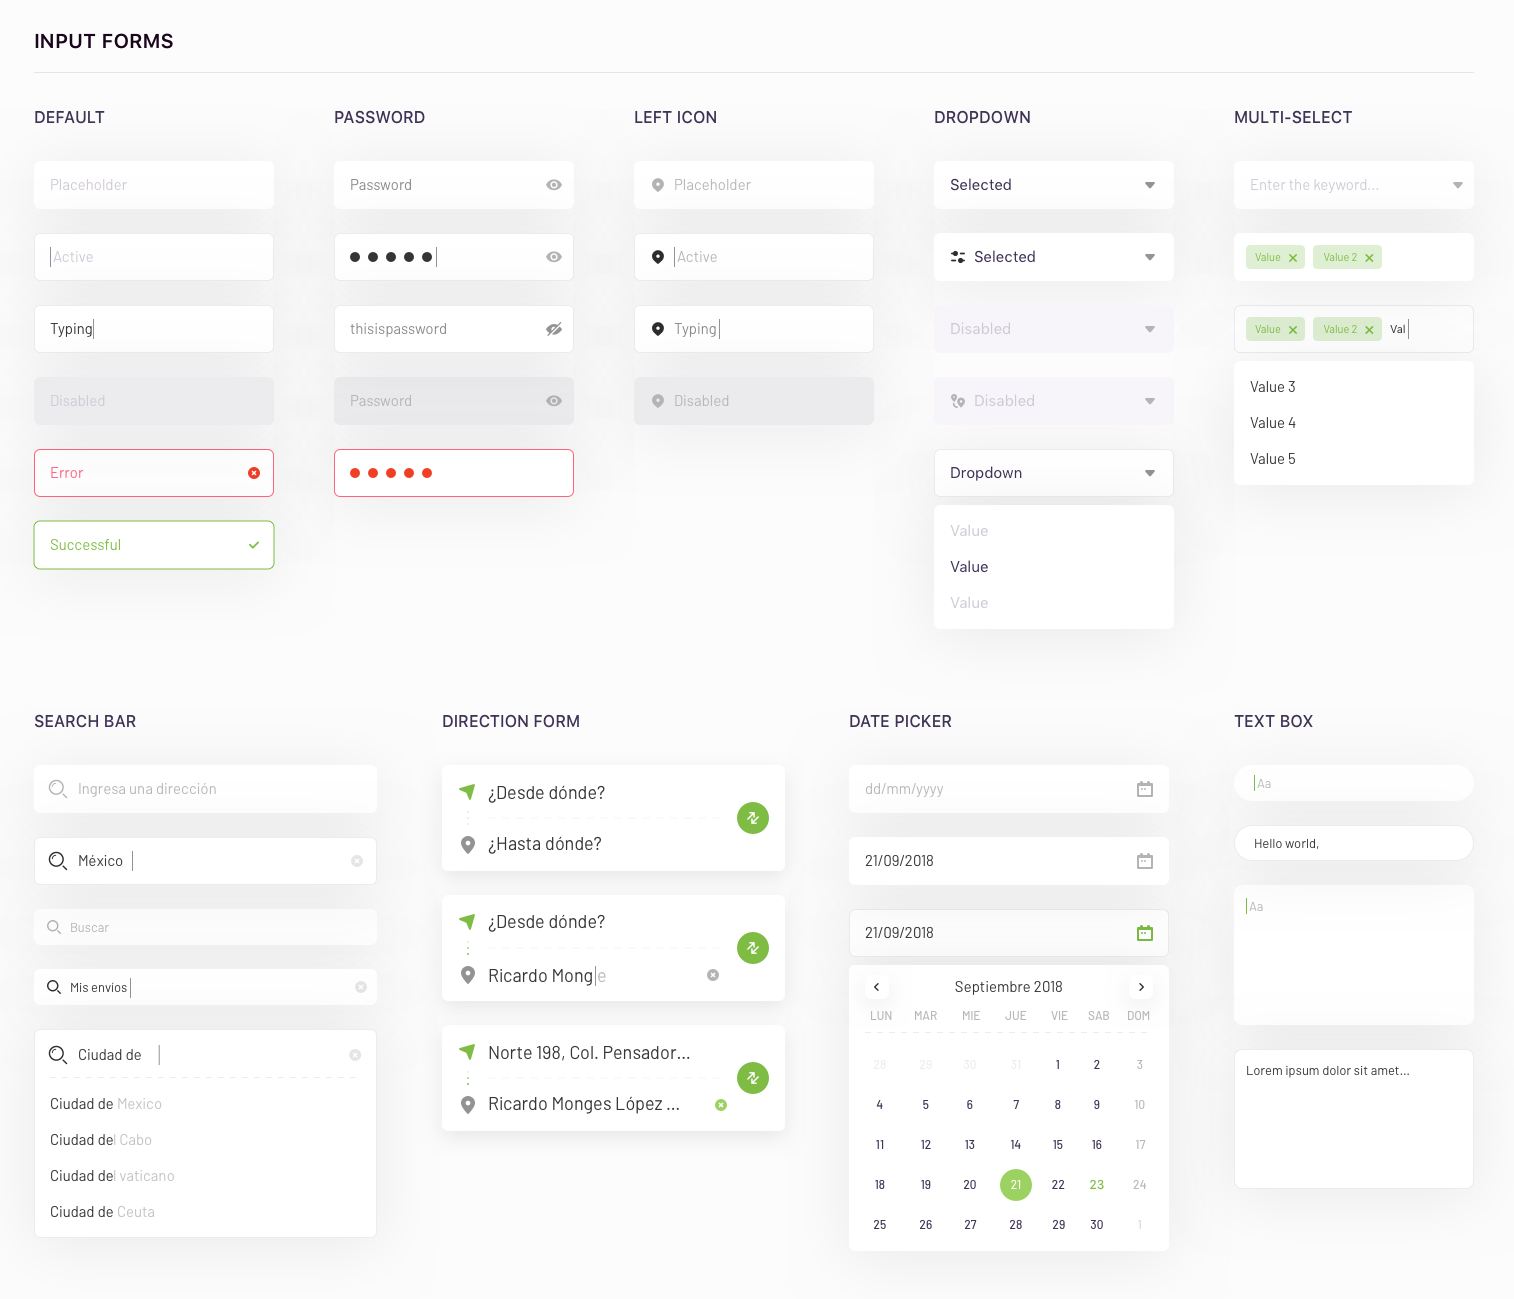 INPUT FORMS
DEFAULT
Placeholder
Active
Typing
Disabled
Error
Successful
PASSWORD
Password
thisispassword
Password
LEFT ICON
Placeholder
Active
Typing
Disabled
DROPDOWN
Selected
Selected
Disabled
Disabled
Dropdown
Value
Value
Value
MULTI-SELECT
Enter the keyword...
Value Value 2
Value Value 2 Val
Value 3
Value 4
Value 5
SEARCH BAR
Ingresa una dirección
México
Buscar
Mis envíos
Ciudad de
Ciudad de Mexico
Ciudad del Cabo
Ciudad del vaticano
Ciudad de Ceuta
DIRECTION FORM
¿Desde dónde?
¿Hasta dónde?
¿Desde dónde?
Ricardo Monge
Norte 198, Col. Pensador...
Ricardo Monges López ...
DATE PICKER
dd/mm/yyyy
21/09/2018
21/09/2018
Septiembre 2018
LUN MAR MIE JUE VIE SAB DOM
28 29 30 31 1 2 3
4 5 6 7 8 9 10
11 12 13 14 15 16 17
18 19 20 21 22 23 24
25 26 27 28 29 30 1
TEXT BOX
Aa
Hello world,
Aa
Lorem ipsum dolor sit amet...